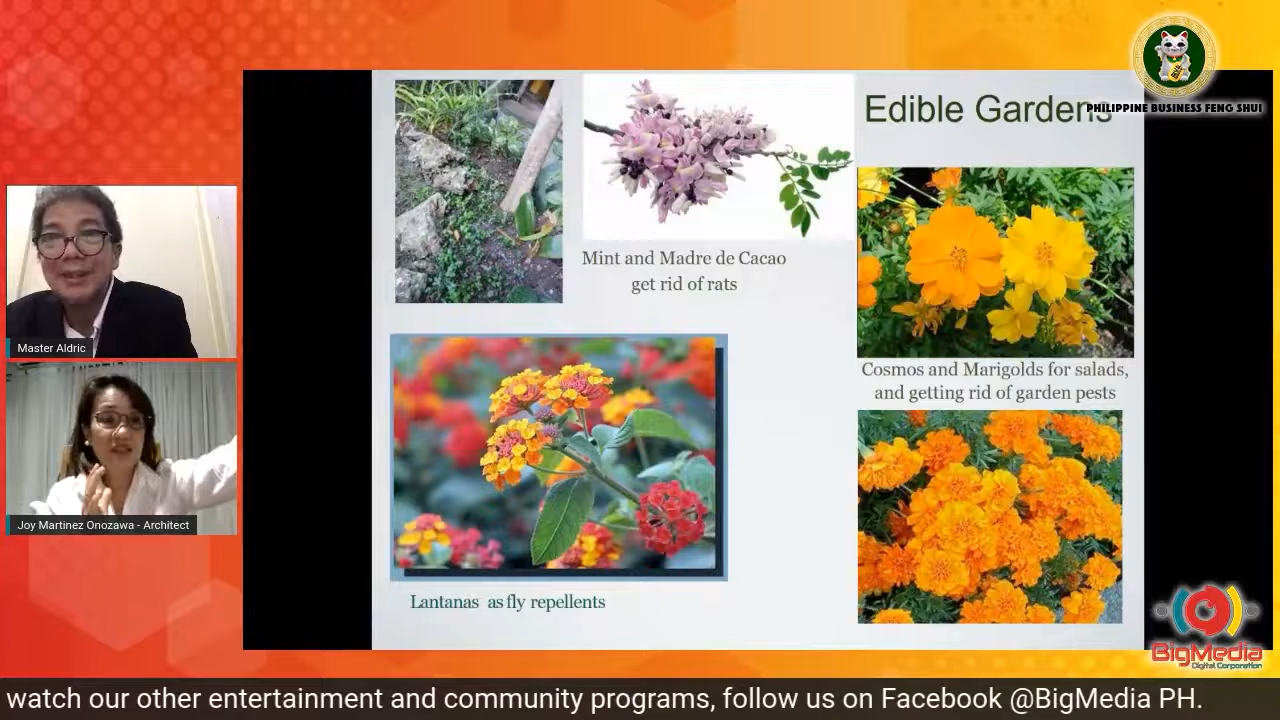 PHILIPPINE BUSINESS FENG SHUI
Edible Gardens
Mint and Madre de Cacao
get rid of rats
Master Aldric
Cosmos and Marigolds for salads,
and getting rid of garden pests
Joy Martinez Onozawa - Architect
Lantanas as fly repellents
BigMedia
Digital Corporation
watch our other entertainment and community programs, follow us on Facebook @BigMedia PH.